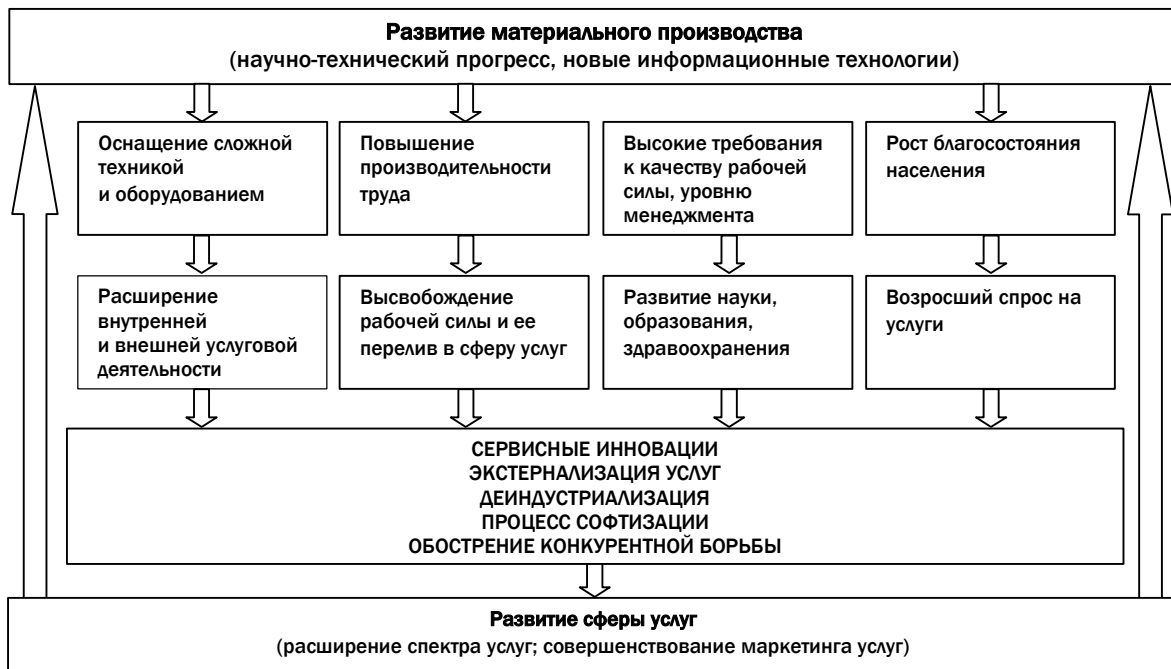 Развитие материального производства
(научно-технический прогресс, новые информационные технологии)
Оснащение сложной
техникой
и оборудованием
Повышение
производительности
труда
Высокие требования
к качеству рабочей
силы, уровню
менеджмента
Рост благосостояния
населения
Расширение
внутренней
и внешней услуговой
деятельности
Высвобождение
рабочей силы и ее
перелив в сферу услуг
Развитие науки,
образования,
здравоохранения
Возросший спрос на
услуги
СЕРВИСНЫЕ ИННОВАЦИИ
ЭКСТЕРНАЛИЗАЦИЯ УСЛУГ
ДЕИНДУСТРИАЛИЗАЦИЯ
ПРОЦЕСС СОФТИЗАЦИИ
ОБОСТРЕНИЕ КОНКУРЕНТНОЙ БОРЬБЫ
Развитие сферы услуг
(расширение спектра услуг; совершенствование маркетинга услуг)